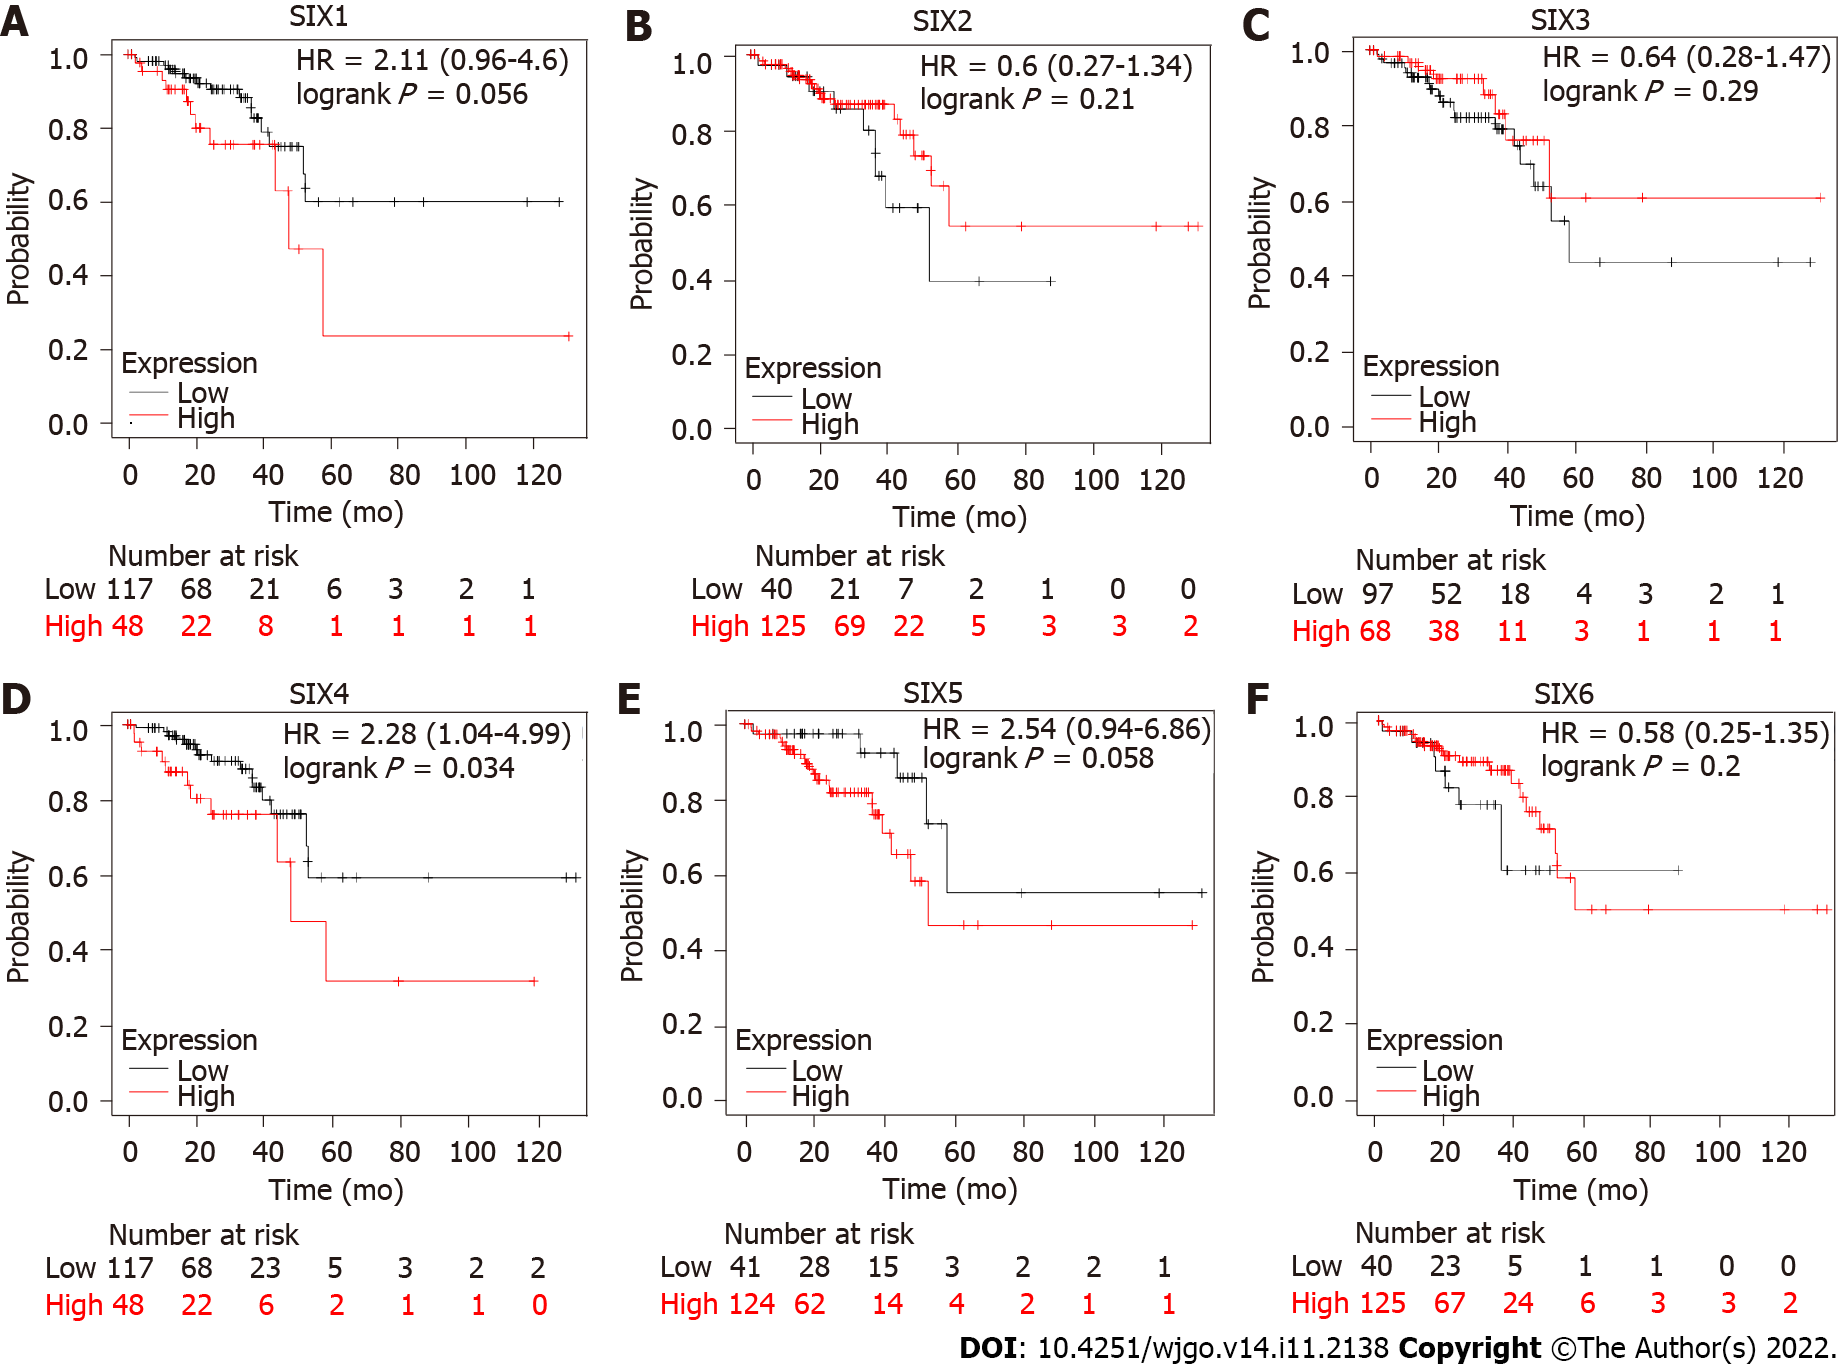 A
SIX1
HR = 2.11 (0.96-4.6)
logrank P = 0.056
1.0
0.8
0.6
0.4
0.2
0.0
Probability
Expression
Low
High
0 20 40 60 80 100 120
Time (mo)
Number at risk
Low 117 68 21 6 3 2 1
High 48 22 8 1 1 1 1
B
SIX2
HR = 0.6 (0.27-1.34)
logrank P = 0.21
1.0
0.8
0.6
0.4
0.2
0.0
Probability
Expression
Low
High
0 20 40 60 80 100 120
Time (mo)
Number at risk
Low 40 21 7 2 1 0 0
High 125 69 22 5 3 3 2
C
SIX3
HR = 0.64 (0.28-1.47)
logrank P = 0.29
1.0
0.8
0.6
0.4
0.2
0.0
Probability
Expression
Low
High
0 20 40 60 80 100 120
Time (mo)
Number at risk
Low 97 52 18 4 3 2 1
High 68 38 11 3 1 1 1
D
SIX4
HR = 2.28 (1.04-4.99)
logrank P = 0.034
1.0
0.8
0.6
0.4
0.2
0.0
Probability
Expression
Low
High
0 20 40 60 80 100 120
Time (mo)
Number at risk
Low 117 68 23 5 3 2 2
High 48 22 6 2 1 1 0
E
SIX5
HR = 2.54 (0.94-6.86)
logrank P = 0.058
1.0
0.8
0.6
0.4
0.2
0.0
Probability
Expression
Low
High
0 20 40 60 80 100 120
Time (mo)
Number at risk
Low 41 28 15 3 2 2 1
High 124 62 14 4 2 1 1
F
SIX6
HR = 0.58 (0.25-1.35)
logrank P = 0.2
1.0
0.8
0.6
0.4
0.2
0.0
Probability
Expression
Low
High
0 20 40 60 80 100 120
Time (mo)
Number at risk
Low 40 23 5 1 1 0 0
High 125 67 24 6 3 3 2
DOI: 10.4251/wjgo.v14.i11.2138 Copyright ©The Author(s) 2022.